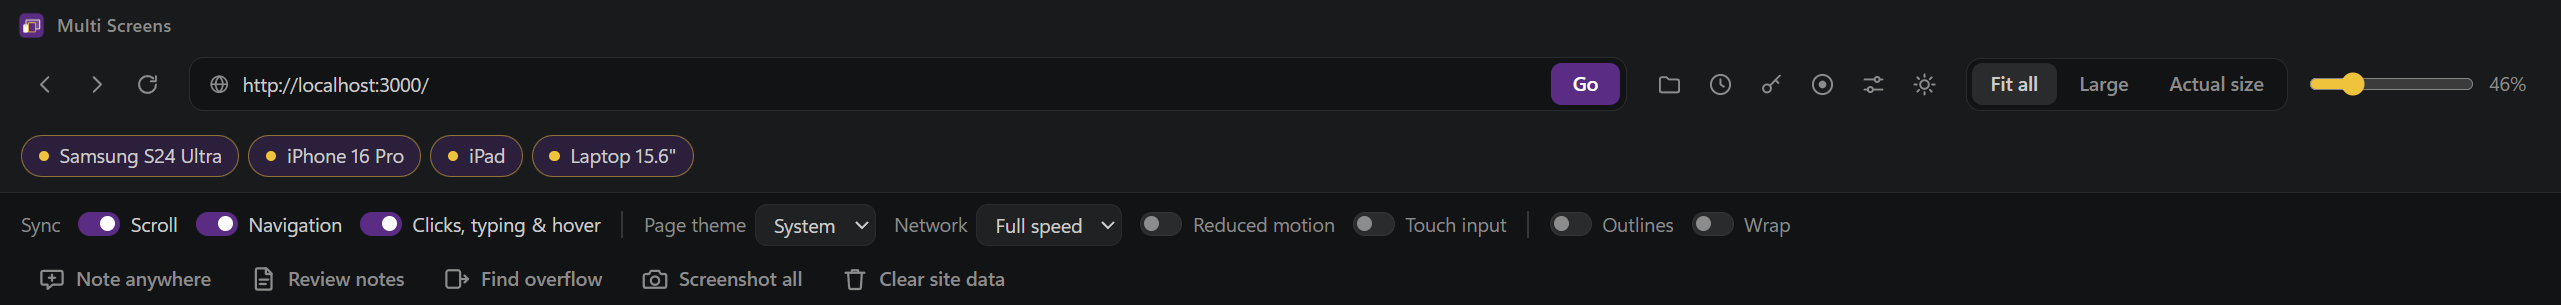 Multi Screens
http://localhost:3000/ Go Fit all Large Actual size 46%
Samsung S24 Ultra iPhone 16 Pro iPad Laptop 15.6"
Sync Scroll Navigation Clicks, typing & hover Page theme System Network Full speed Reduced motion Touch input Outlines Wrap
Note anywhere Review notes Find overflow Screenshot all Clear site data